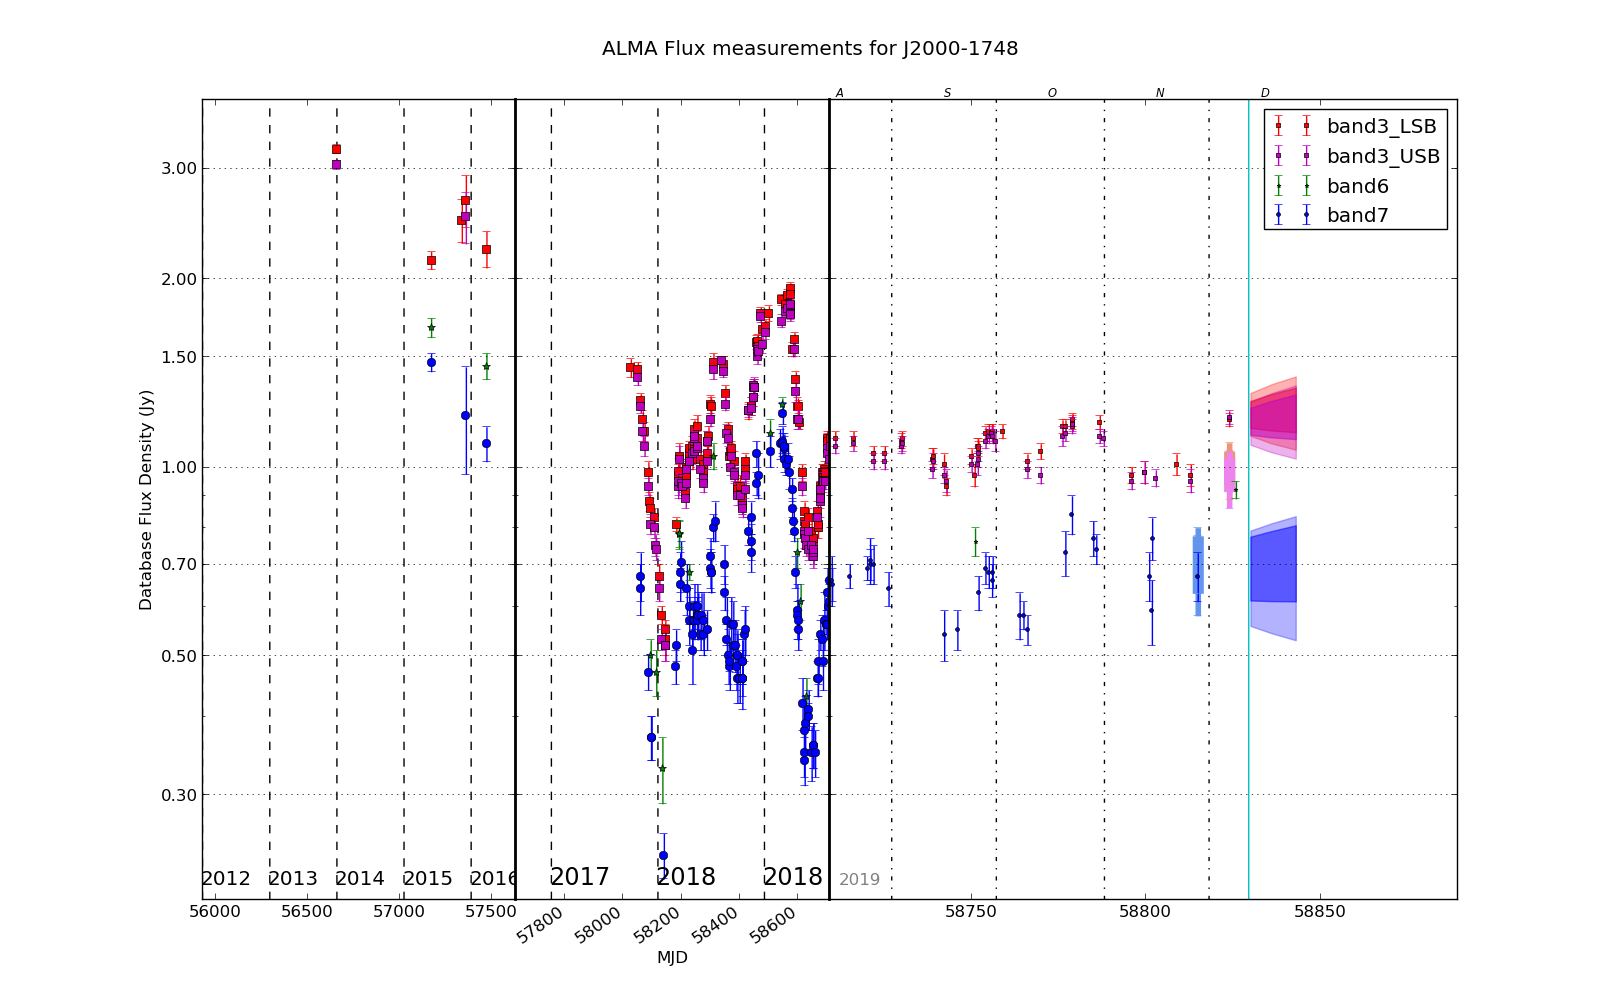 ALMA Flux measurements for J2000-1748
A S O N D
band3_LSB
band3_USB
band6
band7
3.00
2.00
1.50
1.00
0.70
0.50
0.30
Database Flux Density (Jy)
2012 2013 2014 2015 2016 2017 2018 2018 2019
56000 56500 57000 57500 57800 58000 58200 58400 58600 58750 58800 58850
MJD